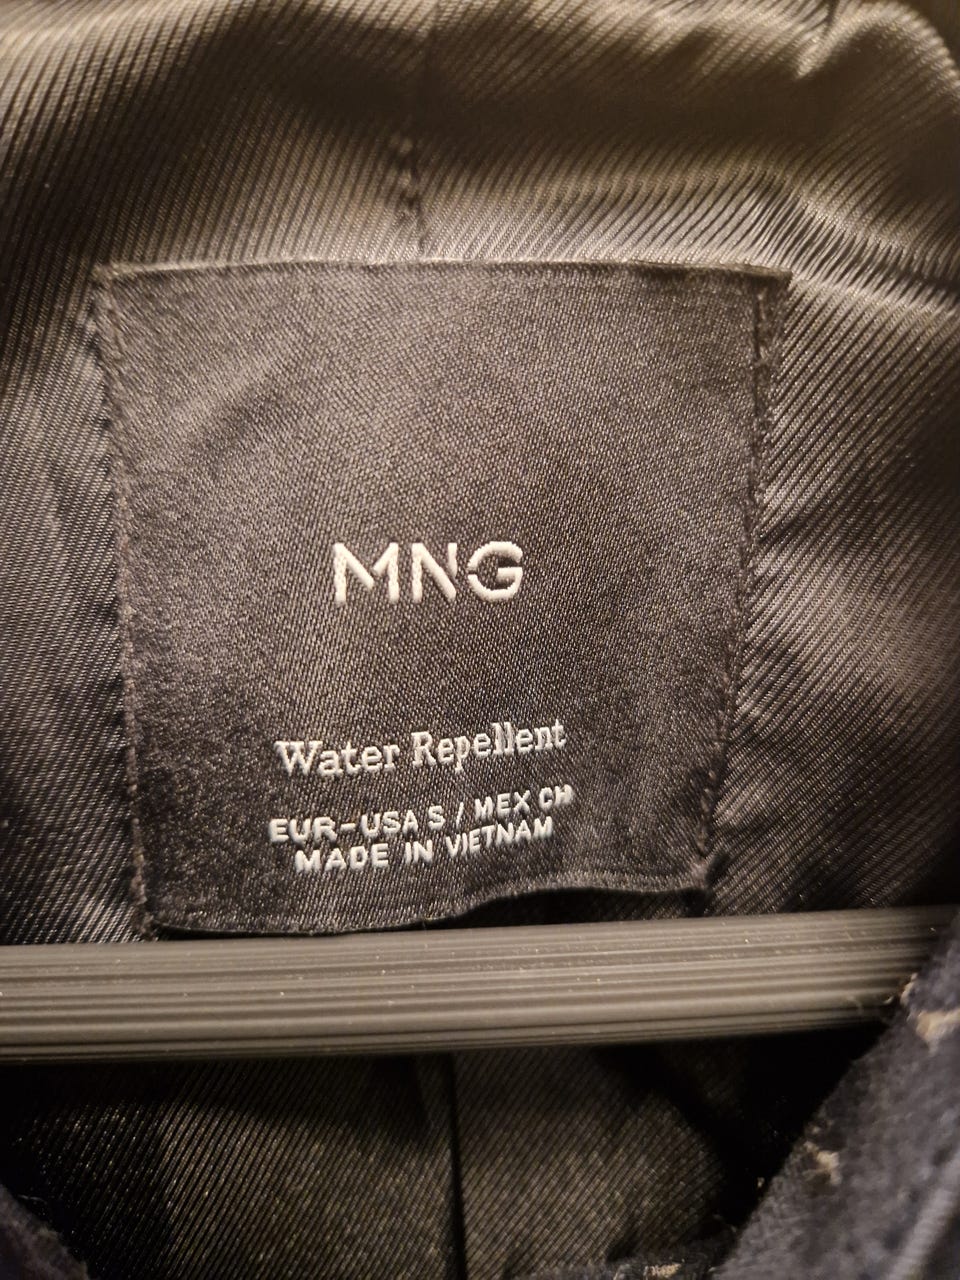 MNG
Water Repellent
EUR-USA S / MEX CH
MADE IN VIETNAM